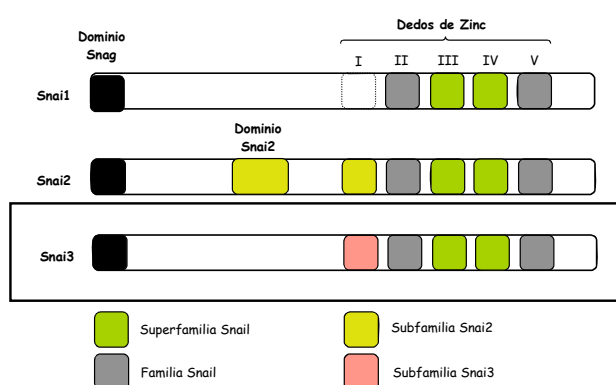 Dedos de Zinc
Dominio
Snag
I II III IV V
Snai1
Dominio
Snai2
Snai2
Snai3
Superfamilia Snail
Subfamilia Snai2
Familia Snail
Subfamilia Snai3